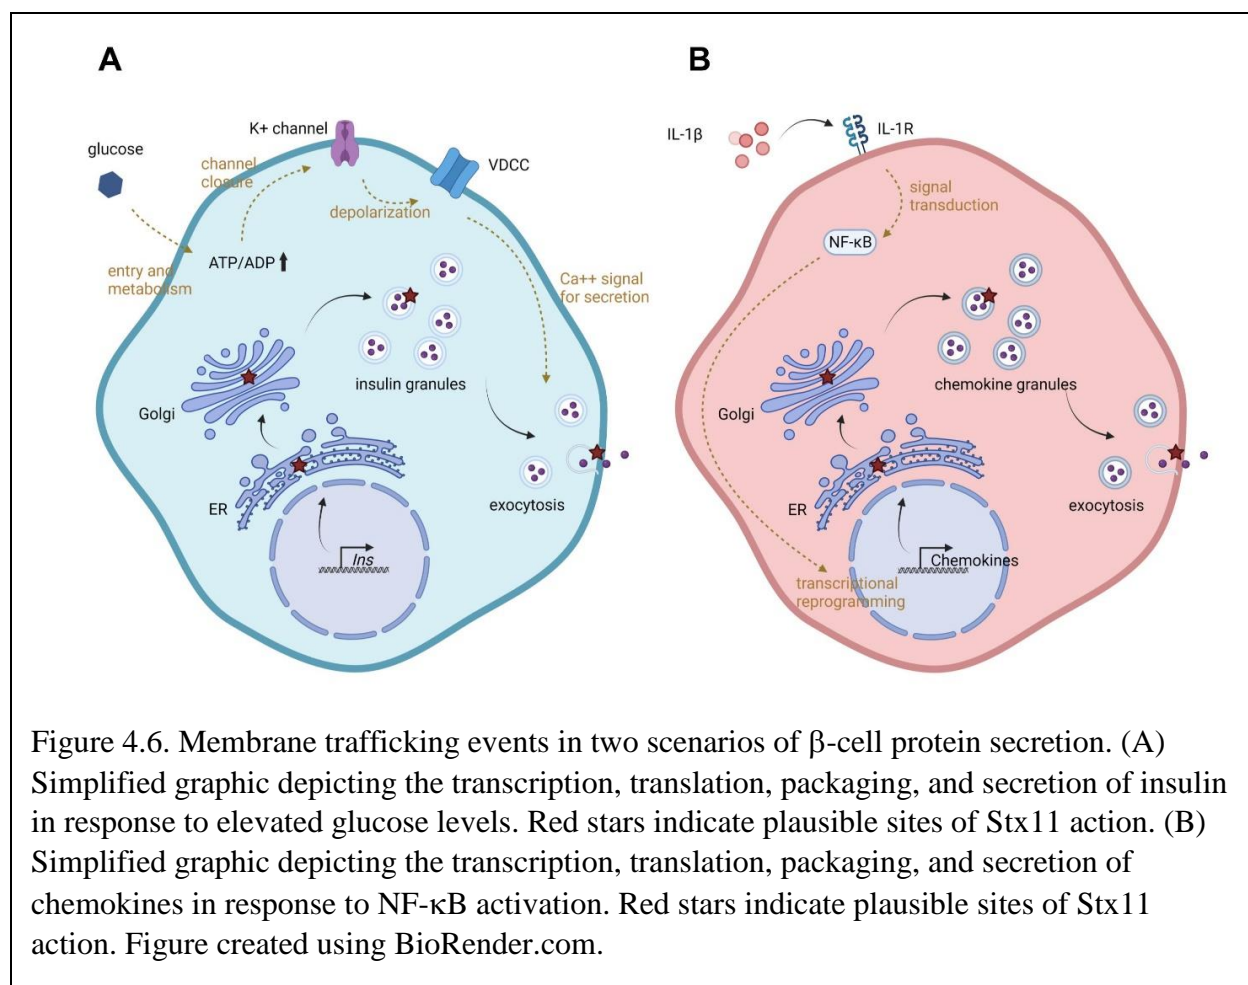 A
K+ channel
glucose
channel
closure
VDCC
depolarization
ATP/ADP
entry and
metabolism
Ca++ signal
for secretion
insulin granules
Golgi
ER
exocytosis
Ins
B
IL-1β
IL-1R
signal
transduction
NF-κB
chemokine granules
Golgi
ER
exocytosis
Chemokines
transcriptional
reprogramming
Figure 4.6. Membrane trafficking events in two scenarios of β-cell protein secretion. (A)
Simplified graphic depicting the transcription, translation, packaging, and secretion of insulin
in response to elevated glucose levels. Red stars indicate plausible sites of Stx11 action. (B)
Simplified graphic depicting the transcription, translation, packaging, and secretion of
chemokines in response to NF-κB activation. Red stars indicate plausible sites of Stx11
action. Figure created using BioRender.com.